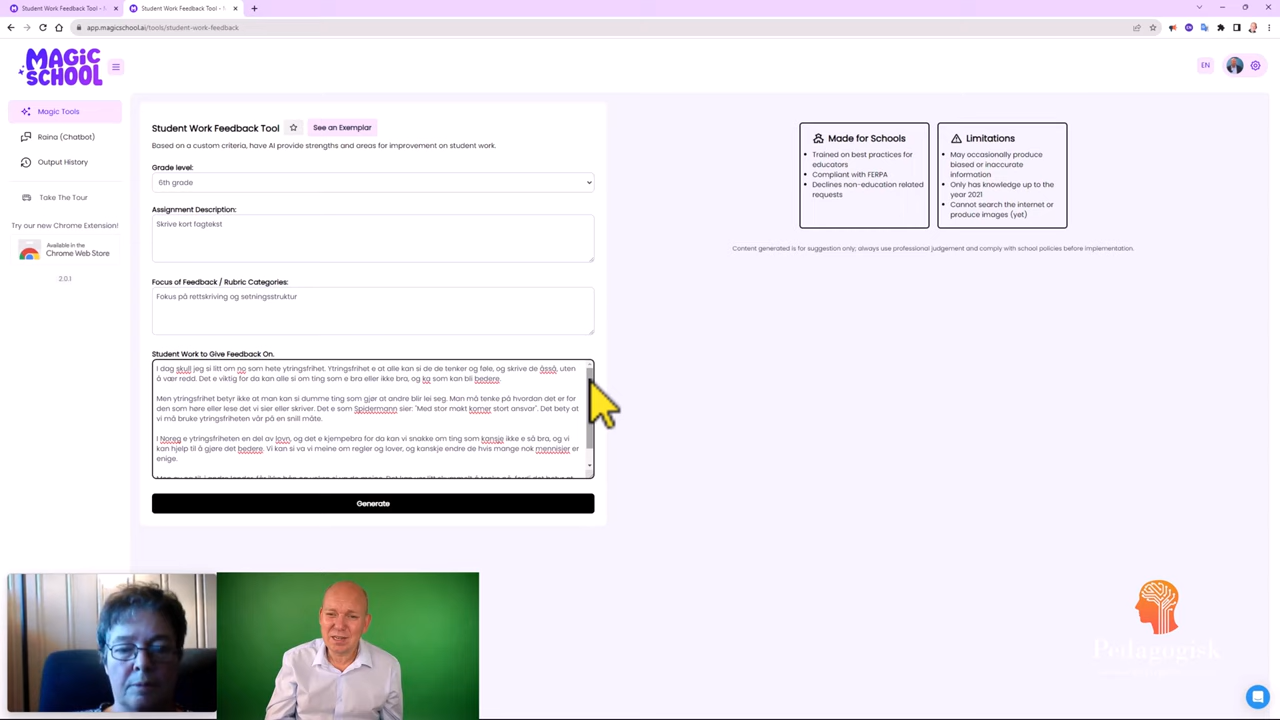 Student Work Feedback Tool - M
Student Work Feedback Tool - M
app.magicschool.ai/tools/student-work-feedback
MAGIC
SCHOOL
EN
Magic Tools
Raina (Chatbot)
Output History
Take The Tour
Try our new Chrome Extension!
Available in the
Chrome Web Store
2.0.1
Student Work Feedback Tool
See an Exemplar
Based on a custom criteria, have AI provide strengths and areas for improvement on student work.
Grade level:
6th grade
Assignment Description:
Skrive kort fagtekst
Focus of Feedback / Rubric Categories:
Fokus på rettskriving og setningsstruktur
Student Work to Give Feedback On.
I dag skull jeg si litt om no som hete ytringsfrihet. Ytringsfrihet e at alle kan si de de tenker og føle, og skrive de åsså, uten
å vær redd. Det e viktig for da kan alle si om ting som e bra eller ikke bra, og ka som kan bli bedere.
Men ytringsfrihet betyr ikke at man kan si dumme ting som gjør at andre blir lei seg. Man må tenke på hvordan det er for
den som høre eller lese det vi sier eller skriver. Det e som Spidermann sier: "Med stor makt komer stort ansvar". Det bety at
vi må bruke ytringsfriheten vår på en snill måte.
I Noreg e ytringsfriheten en del av lovn, og det e kjempebra for da kan vi snakke om ting som kansje ikke e så bra, og vi
kan hjelp til å gjøre det bedere. Vi kan si va vi meine om regler og lover, og kanskje endre de hvis mange nok mennisjer er
enige.
Generate
Made for Schools
Trained on best practices for
educators
Compliant with FERPA
Declines non-education related
requests
Limitations
May occasionally produce
biased or inaccurate
information
Only has knowledge up to the
year 2021
Cannot search the internet or
produce images (yet)
Content generated is for suggestion only; always use professional judgement and comply with school policies before implementation.
Pedagogisk